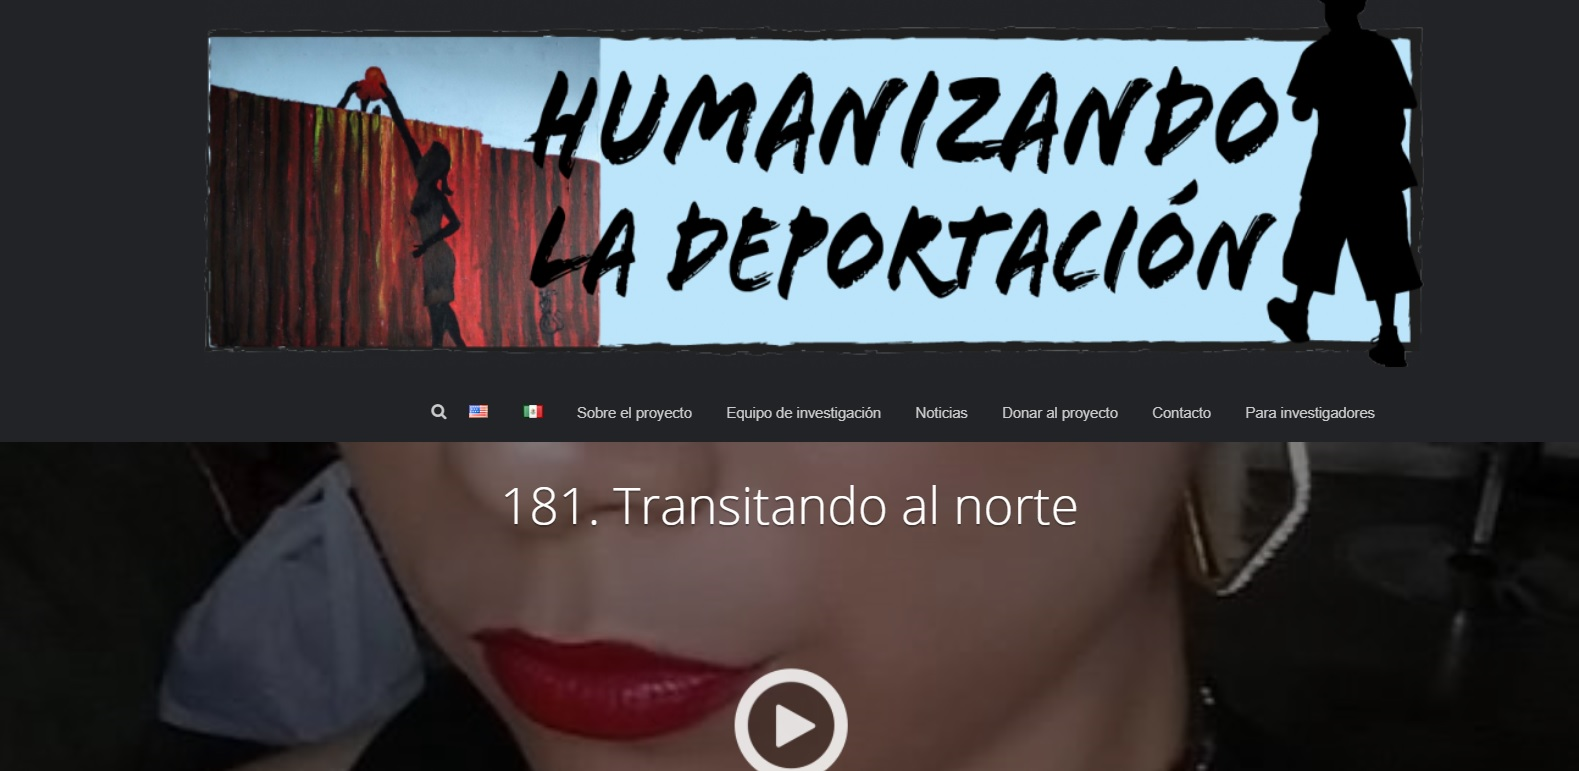 HUMANIZANDO
LA DEPORTACIÓN
Sobre el proyecto Equipo de investigación Noticias Donar al proyecto Contacto Para investigadores
181. Transitando al norte